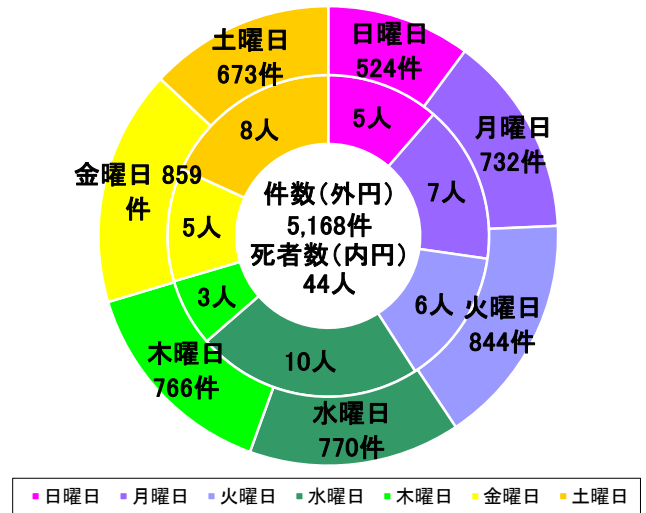 土曜日
673件
日曜日
524件
8人
5人
月曜日
732件
金曜日 859
件
7人
件数（外円）
5,168件
死者数（内円）
44人
5人
3人
6人
火曜日
844件
木曜日
766件
10人
水曜日
770件
日曜日 月曜日 火曜日 水曜日 木曜日 金曜日 土曜日